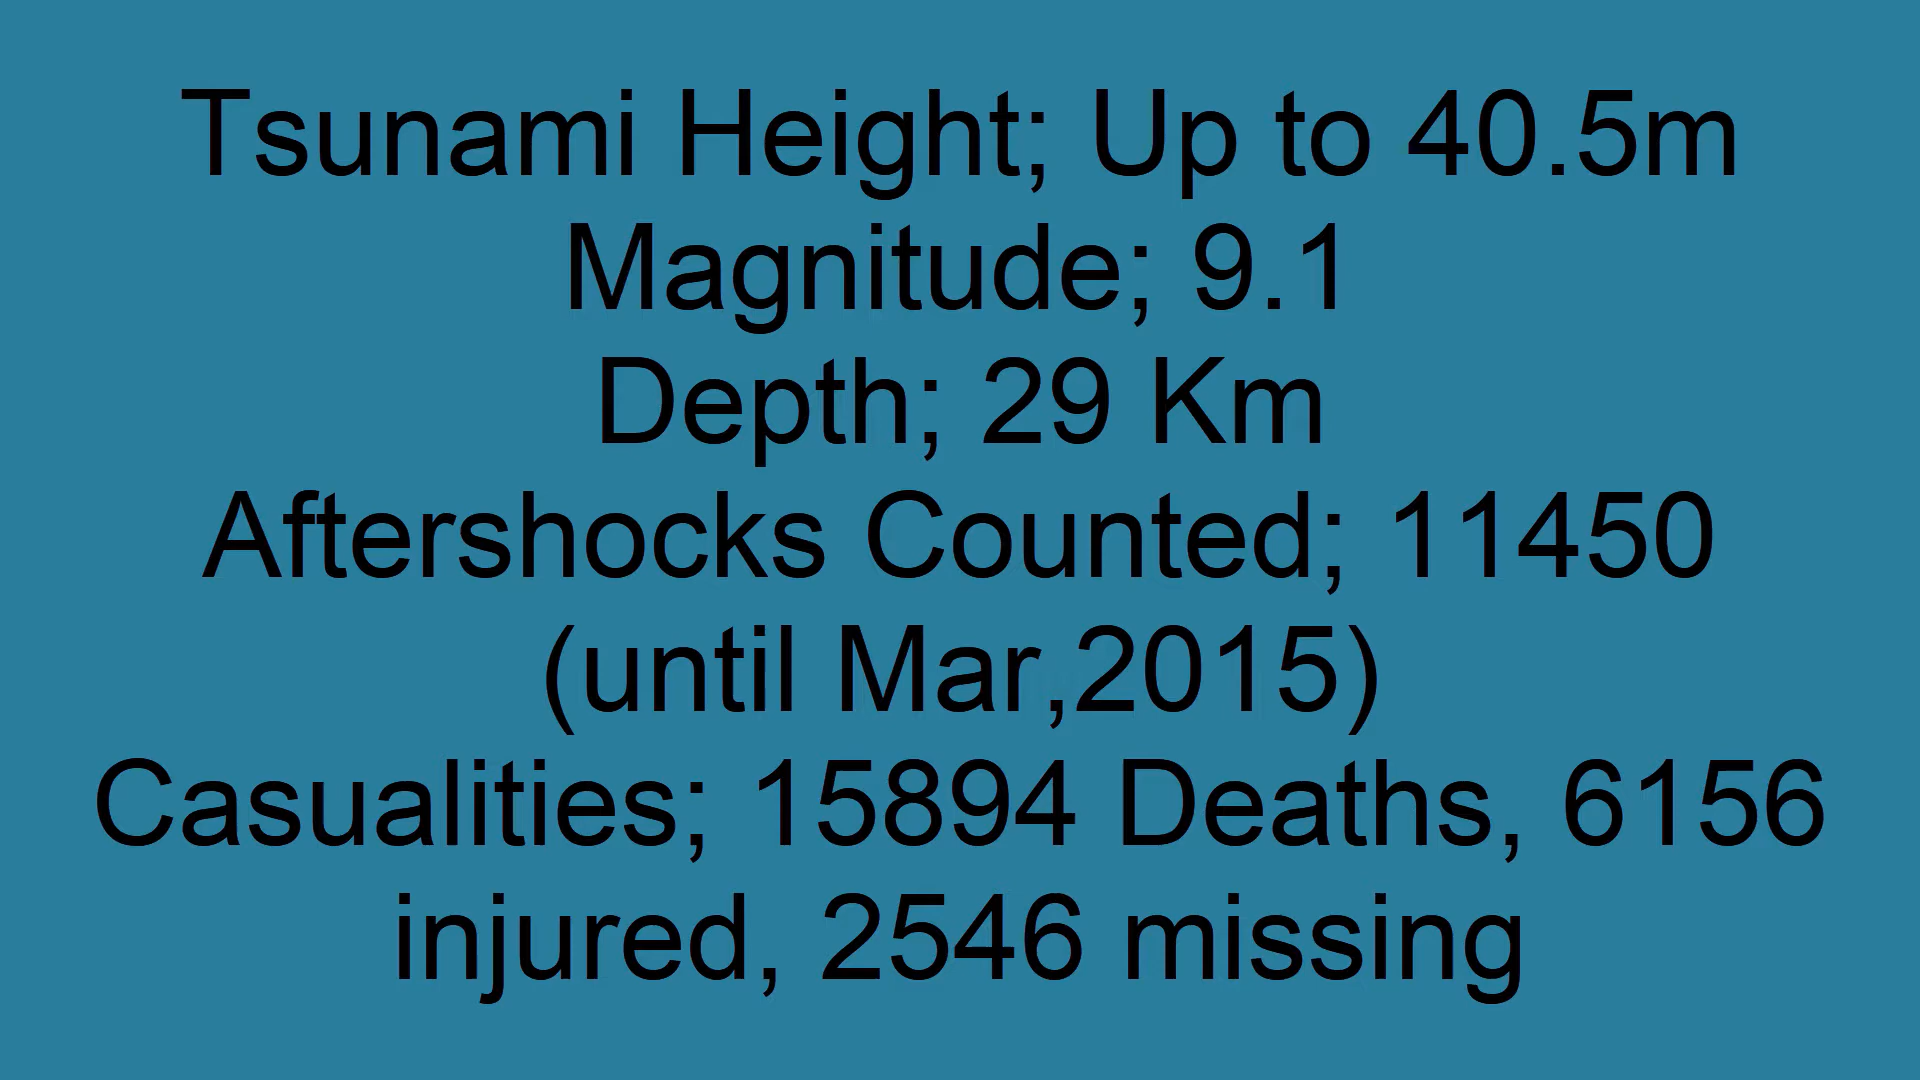 Tsunami Height; Up to 40.5m
Magnitude; 9.1
Depth; 29 Km
Aftershocks Counted; 11450
(until Mar,2015)
Casualities; 15894 Deaths, 6156
injured, 2546 missing